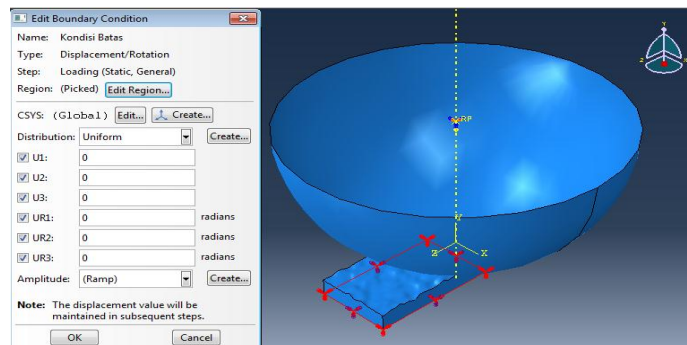 Edit Boundary Condition
Name: Kondisi Batas
Type: Displacement/Rotation
Step: Loading (Static, General)
Region: (Picked) Edit Region...
CSYS: (Global) Edit... Create...
Distribution: Uniform Create...
U1: 0
U2: 0
U3: 0
UR1: 0 radians
UR2: 0 radians
UR3: 0 radians
Amplitude: (Ramp) Create...
Note: The displacement value will be
maintained in subsequent steps.
OK Cancel
RP
Y
Z X
Y
Z X